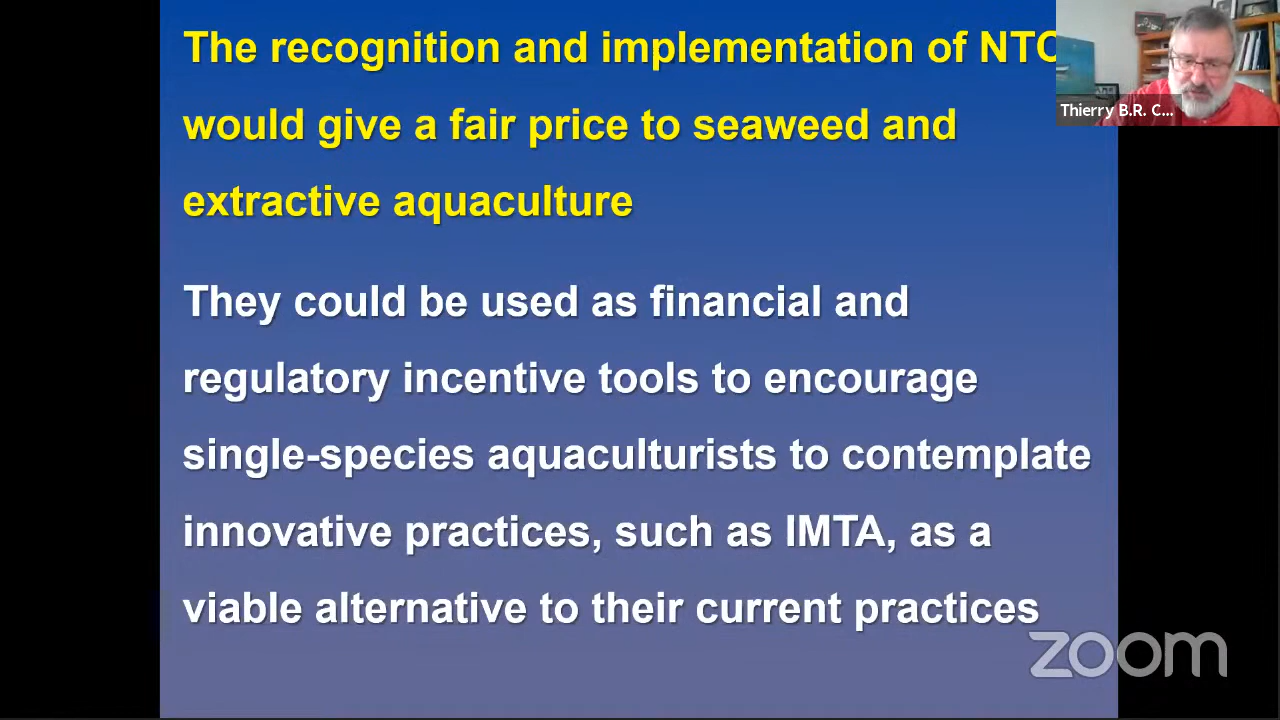 The recognition and implementation of NTC
would give a fair price to seaweed and
extractive aquaculture
They could be used as financial and
regulatory incentive tools to encourage
single-species aquaculturists to contemplate
innovative practices, such as IMTA, as a
viable alternative to their current practices
Thierry B.R. C...
zoom